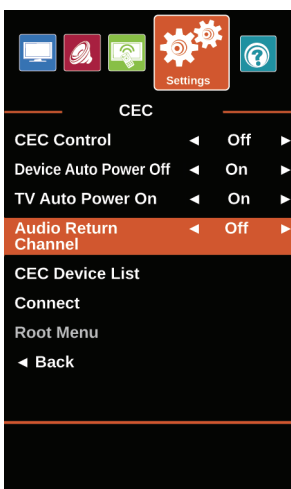 Settings
CEC
CEC Control ◄ Off ►
Device Auto Power Off ◄ On ►
TV Auto Power On ◄ On ►
Audio Return ◄ Off ►
Channel
CEC Device List
Connect
Root Menu
◄ Back